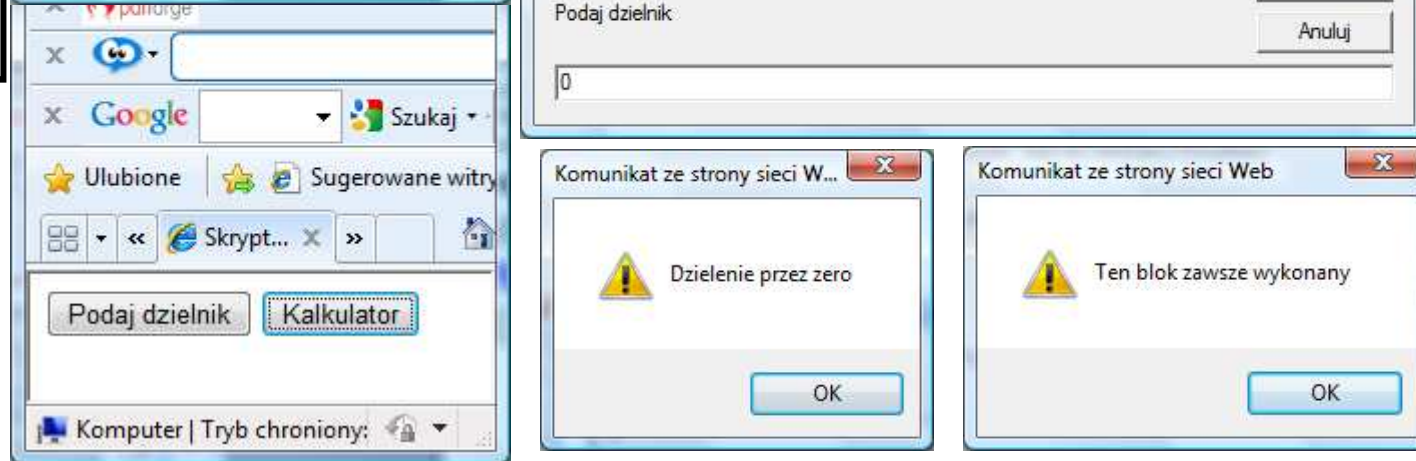 Google
Szukaj
Ulubione
Sugerowane witry
«
Skrypt...
»
Podaj dzielnik
Kalkulator
Komputer | Tryb chroniony:
Podaj dzielnik
Anuluj
0
Komunikat ze strony sieci W...
Dzielenie przez zero
OK
Komunikat ze strony sieci Web
Ten blok zawsze wykonany
OK